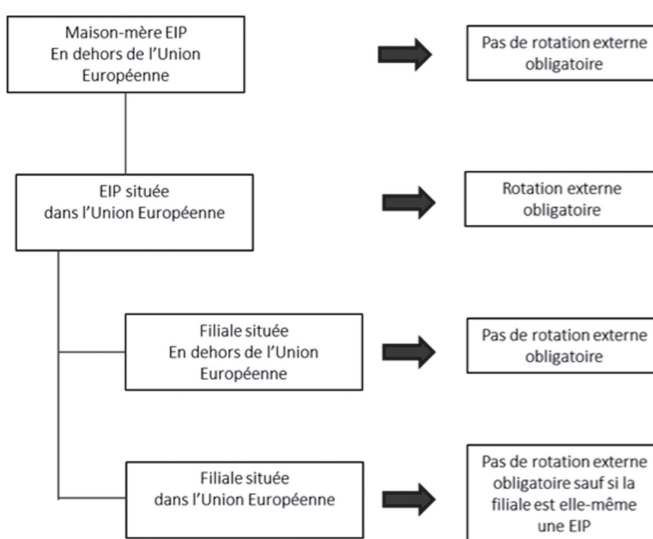 Maison-mère EIP
En dehors de l'Union
Européenne
Pas de rotation externe
obligatoire
EIP située
dans l'Union Européenne
Rotation externe
obligatoire
Filiale située
En dehors de l'Union
Européenne
Pas de rotation externe
obligatoire
Filiale située
dans l'Union Européenne
Pas de rotation externe
obligatoire sauf si la
filiale est elle-même
une EIP